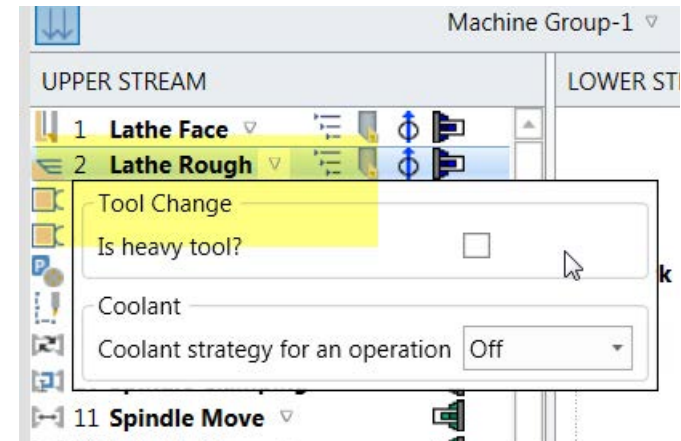 Machine Group-1
UPPER STREAM
LOWER ST
1 Lathe Face
2 Lathe Rough
Tool Change
Is heavy tool?
k
Coolant
Coolant strategy for an operation Off
11 Spindle Move